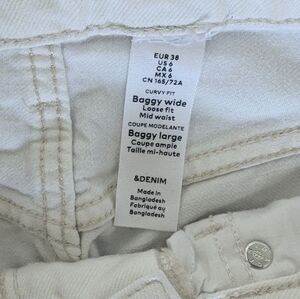 EUR 38
US 6
CA 6
MX 6
CN 165/72A
CURVY FIT
Baggy wide
Loose fit
Mid waist
COUPE MODELANTE
Baggy large
Coupe ample
Taille mi-haute
&DENIM
Made in
Bangladesh
Fabriqué au
Bangladesh